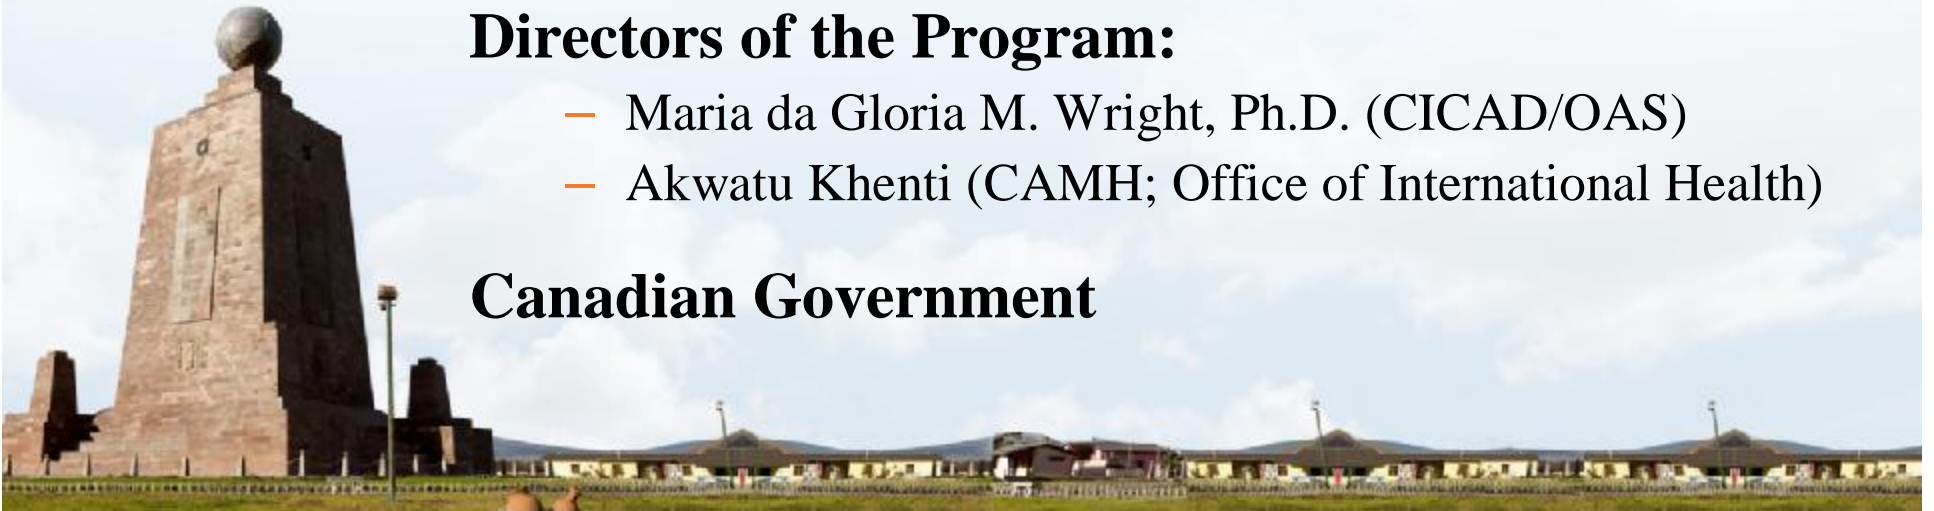 Directors of the Program:
– Maria da Gloria M. Wright, Ph.D. (CICAD/OAS)
– Akwatu Khenti (CAMH; Office of International Health)
Canadian Government